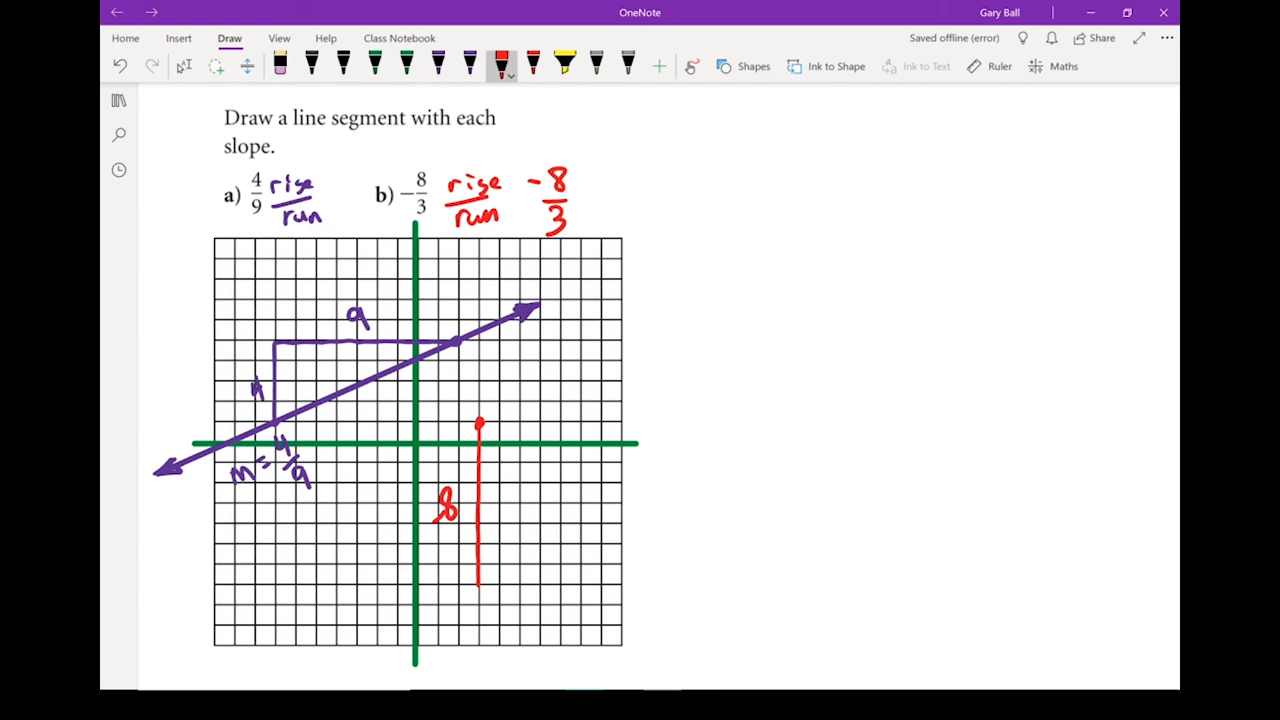 OneNote
Gary Ball
Home Insert Draw View Help Class Notebook
Saved offline (error)
Share
Shapes
Ink to Shape
Ink to Text
Ruler
Maths
Draw a line segment with each
slope.
a) 4/9 rise/run b) -8/3 rise/run -8/3
9
4
m = 4/9
8